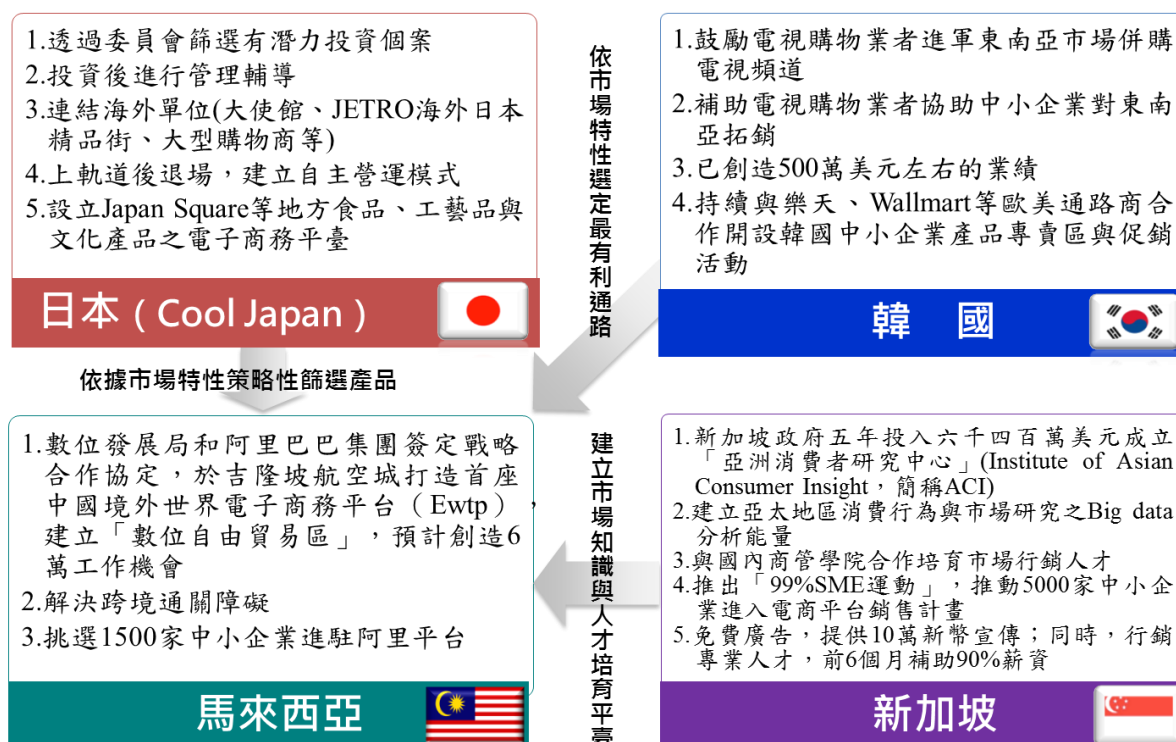 1.透過委員會篩選有潛力投資個案
2.投資後進行管理輔導
3.連結海外單位(大使館、JETRO海外日本
精品街、大型購物商等)
4.上軌道後退場，建立自主營運模式
5.設立Japan Square等地方食品、工藝品與
文化產品之電子商務平臺
日本（Cool Japan）
依市場特性選定最有利通路
1.鼓勵電視購物業者進軍東南亞市場併購
電視頻道
2.補助電視購物業者協助中小企業對東南
亞拓銷
3.已創造500萬美元左右的業績
4.持續與樂天、Wallmart等歐美通路商合
作開設韓國中小企業產品專賣區與促銷
活動
韓 國
依據市場特性策略性篩選產品
1.數位發展局和阿里巴巴集團簽定戰略
合作協定，於吉隆坡航空城打造首座
中國境外世界電子商務平台（Ewtp），
建立「數位自由貿易區」，預計創造6
萬工作機會
2.解決跨境通關障礙
3.挑選1500家中小企業進駐阿里平台
馬來西亞
建立市場知識與人才培育平臺
1.新加坡政府五年投入六千四百萬美元成立
「亞洲消費者研究中心」(Institute of Asian
Consumer Insight，簡稱ACI)
2.建立亞太地區消費行為與市場研究之Big data
分析能量
3.與國內商管學院合作培育市場行銷人才
4.推出「99%SME運動」，推動5000家中小企
業進入電商平台銷售計畫
5.免費廣告，提供10萬新幣宣傳；同時，行銷
專業人才，前6個月補助90%薪資
新加坡